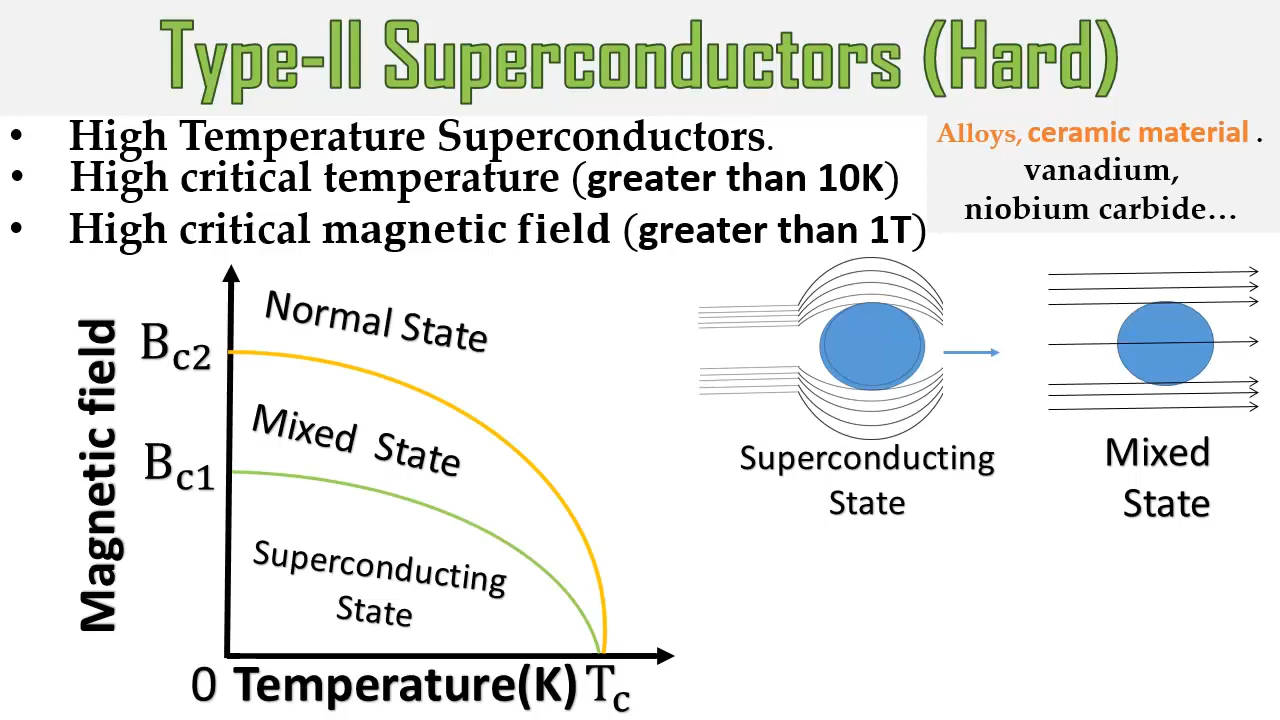 Type-II Superconductors (Hard)
• High Temperature Superconductors.
• High critical temperature (greater than 10K)
• High critical magnetic field (greater than 1T)
Alloys, ceramic material .
vanadium,
niobium carbide...
Magnetic field
Bc2
Bc1
Normal State
Mixed State
Superconducting
State
0 Temperature(K) Tc
Superconducting
State
Mixed
State